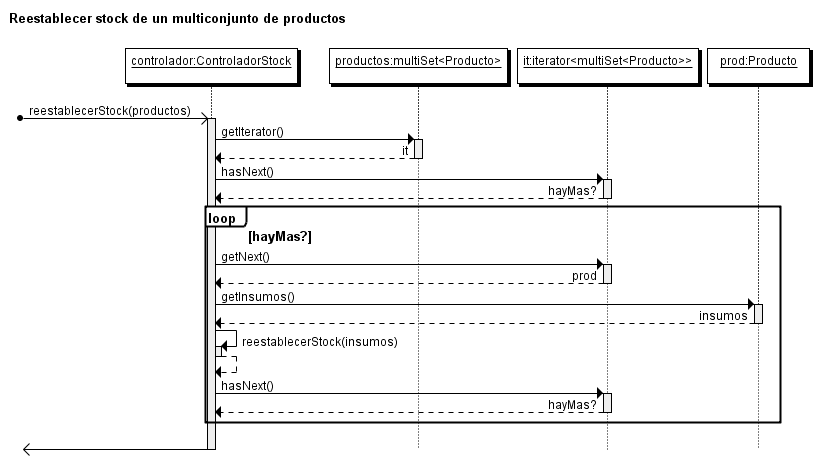 Reestablecer stock de un multiconjunto de productos
controlador:ControladorStock
productos:multiSet<Producto>
it:iterator<multiSet<Producto>>
prod:Producto
reestablecerStock(productos)
getIterator()
it
hasNext()
hayMas?
loop
[hayMas?]
getNext()
prod
getInsumos()
insumos
reestablecerStock(insumos)
hasNext()
hayMas?